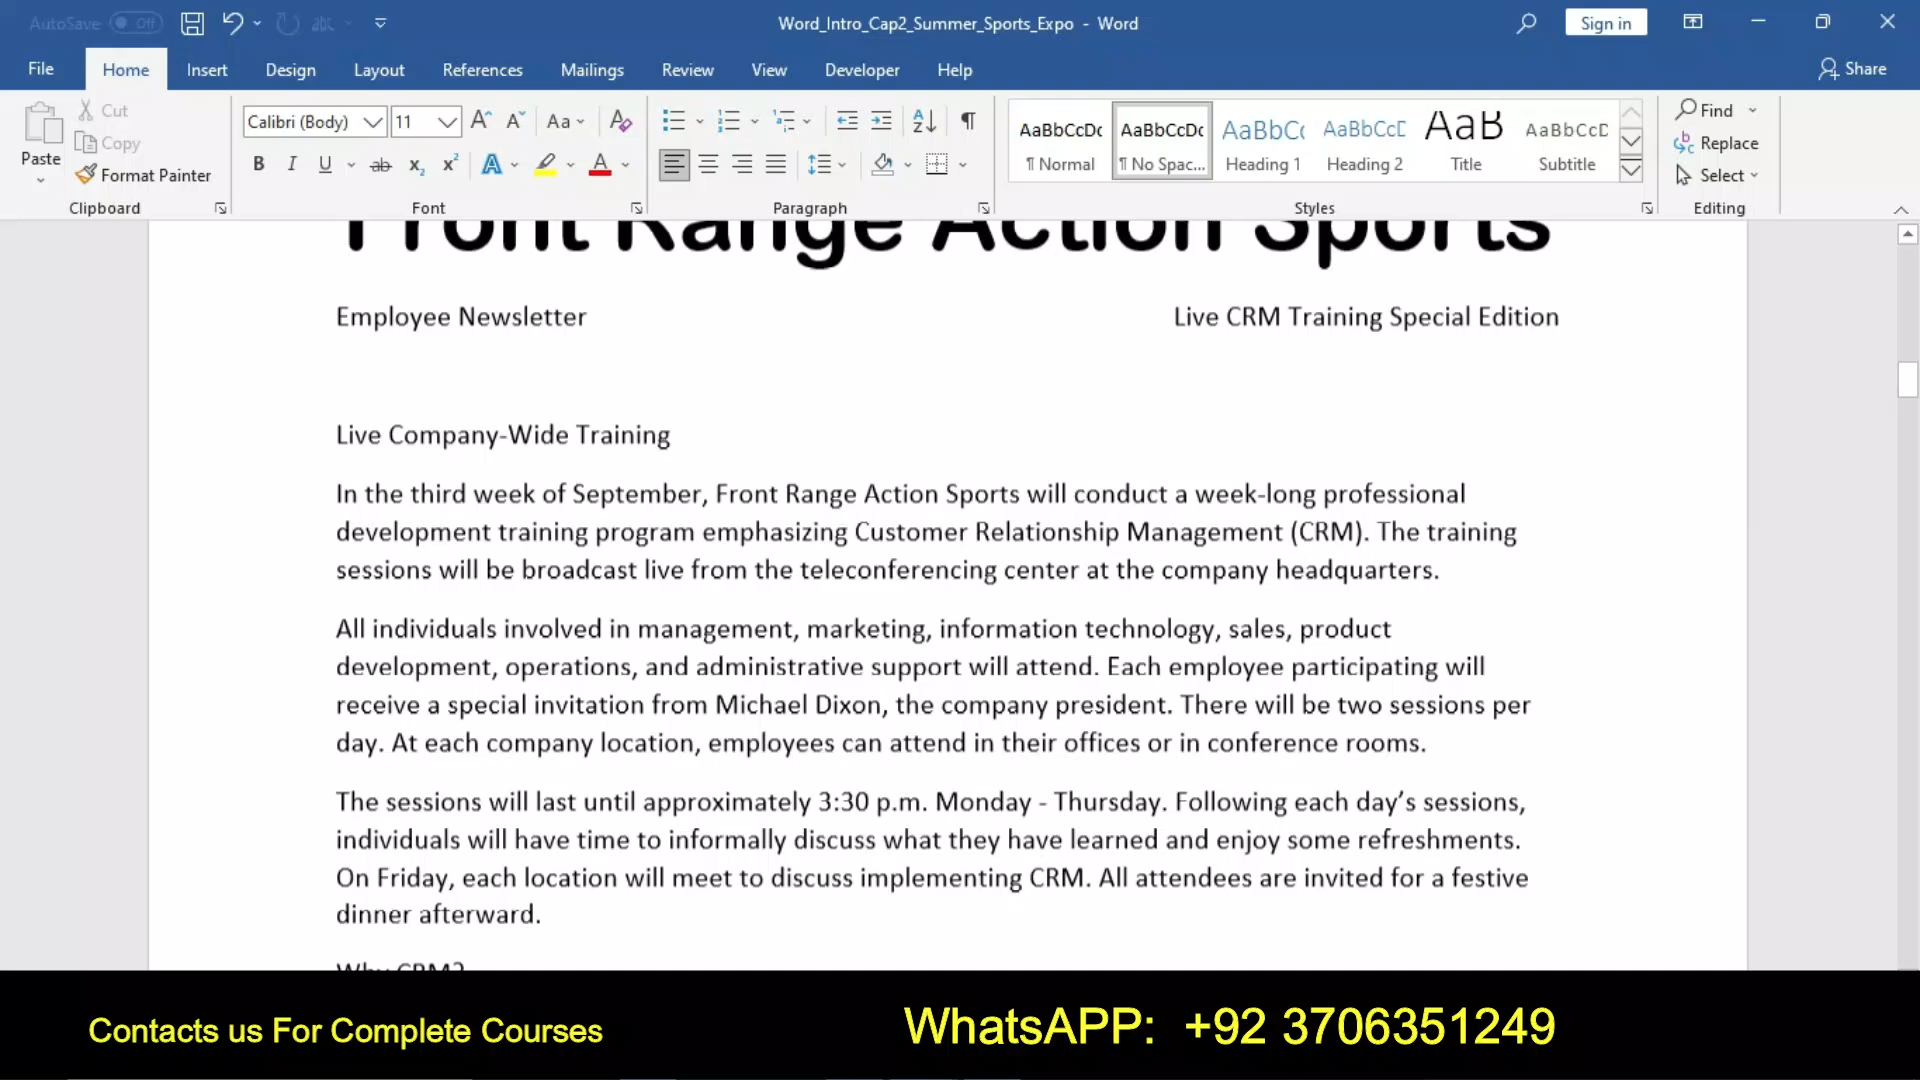 AutoSave Off
Word_Intro_Cap2_Summer_Sports_Expo - Word
Sign in
File Home Insert Design Layout References Mailings Review View Developer Help Share
Paste
Cut
Copy
Format Painter
Clipboard
Calibri (Body) 11
Font
Paragraph
AaBbCcDc AaBbCcDc AaBbC AaBbCcD AaB AaBbCcD
¶ Normal ¶ No Spac... Heading 1 Heading 2 Title Subtitle
Styles
Find
Replace
Select
Editing
Front Range Action Sports
Employee Newsletter Live CRM Training Special Edition
Live Company-Wide Training
In the third week of September, Front Range Action Sports will conduct a week-long professional
development training program emphasizing Customer Relationship Management (CRM). The training
sessions will be broadcast live from the teleconferencing center at the company headquarters.
All individuals involved in management, marketing, information technology, sales, product
development, operations, and administrative support will attend. Each employee participating will
receive a special invitation from Michael Dixon, the company president. There will be two sessions per
day. At each company location, employees can attend in their offices or in conference rooms.
The sessions will last until approximately 3:30 p.m. Monday - Thursday. Following each day’s sessions,
individuals will have time to informally discuss what they have learned and enjoy some refreshments.
On Friday, each location will meet to discuss implementing CRM. All attendees are invited for a festive
dinner afterward.
Why CRM?
Contacts us For Complete Courses
WhatsAPP: +92 3706351249